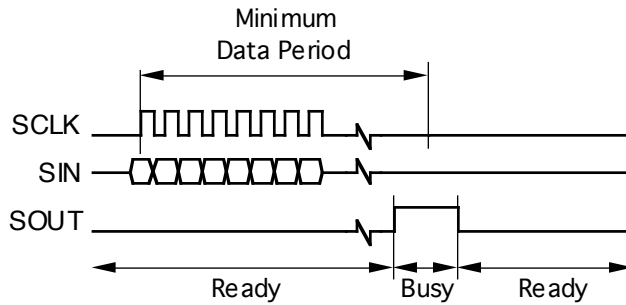 Minimum
Data Period
SCLK
SIN
SOUT
Ready
Busy
Ready